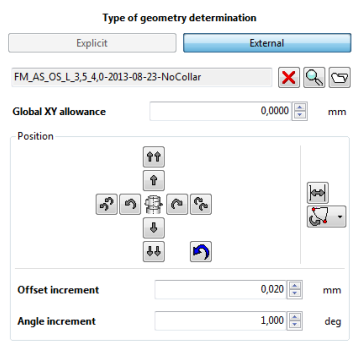 Type of geometry determination
Explicit External
FM_AS_OS_L_3,5_4,0-2013-08-23-NoCollar
Global XY allowance 0,0000 mm
Position
Offset increment 0,020 mm
Angle increment 1,000 deg